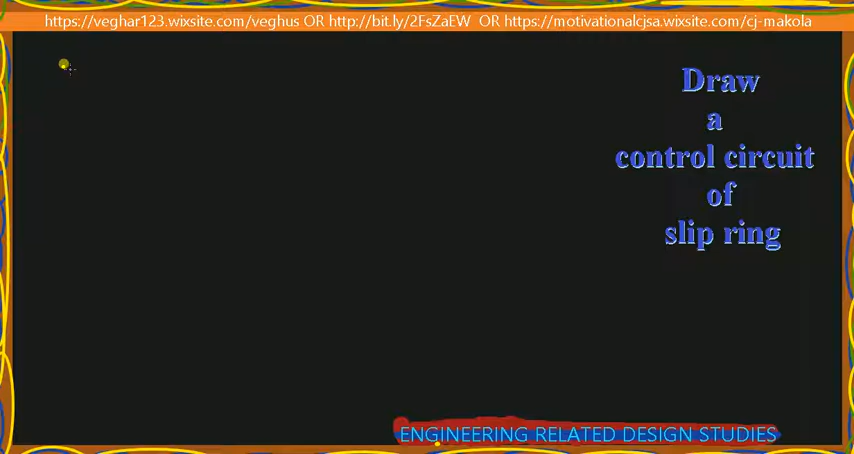 https://veghar123.wixsite.com/veghus OR http://bit.ly/2FsZaEW OR https://motivationalcjsa.wixsite.com/cj-makola
Draw
a
control circuit
of
slip ring
ENGINEERING RELATED DESIGN STUDIES